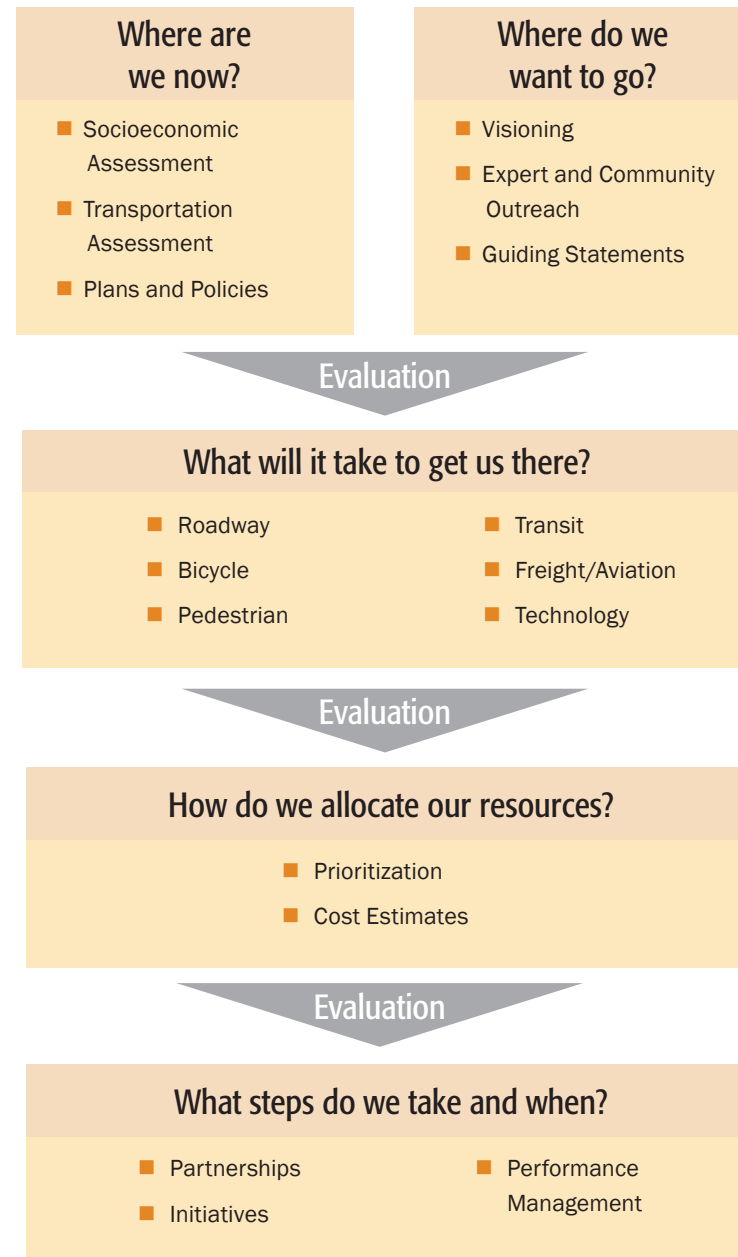 Where are
we now?
■ Socioeconomic
Assessment
■ Transportation
Assessment
■ Plans and Policies
Where do we
want to go?
■ Visioning
■ Expert and Community
Outreach
■ Guiding Statements
Evaluation
What will it take to get us there?
■ Roadway
■ Bicycle
■ Pedestrian
■ Transit
■ Freight/Aviation
■ Technology
Evaluation
How do we allocate our resources?
■ Prioritization
■ Cost Estimates
Evaluation
What steps do we take and when?
■ Partnerships
■ Initiatives
■ Performance
Management